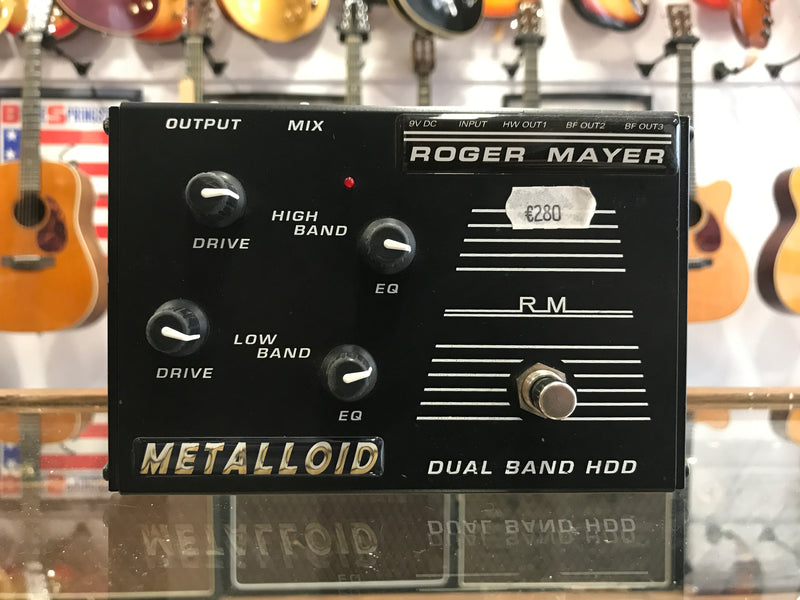 OUTPUT MIX
9V DC INPUT HW OUT1 BF OUT2 BF OUT3
ROGER MAYER
€280
HIGH
BAND
DRIVE
EQ
RM
LOW
BAND
DRIVE
EQ
METALLOID
DUAL BAND HDD